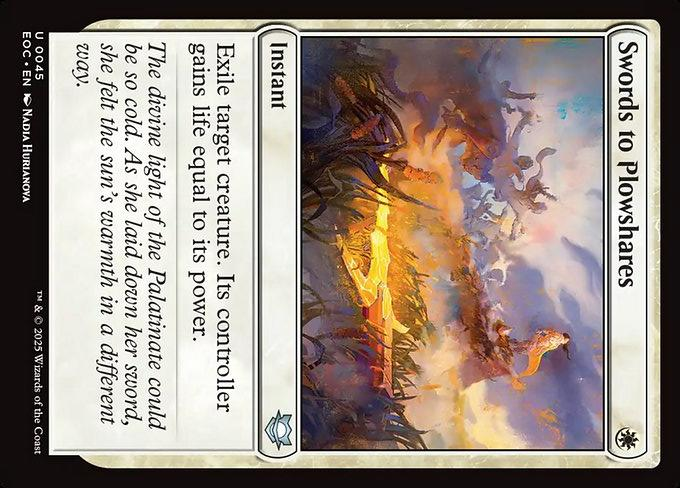 Swords to Plowshares
Instant
Exile target creature. Its controller
gains life equal to its power.
The divine light of the Palatinate could
be so cold. As she laid down her sword,
she felt the sun's warmth in a different
way.
U 0045
EOC • EN Nadia Hurianova
™ & © 2025 Wizards of the Coast